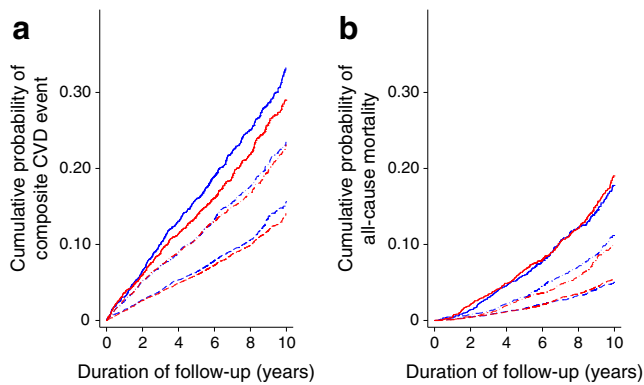 a
Cumulative probability of
composite CVD event
0.30
0.20
0.10
0
0 2 4 6 8 10
Duration of follow-up (years)
b
Cumulative probability of
all-cause mortality
0.30
0.20
0.10
0
0 2 4 6 8 10
Duration of follow-up (years)